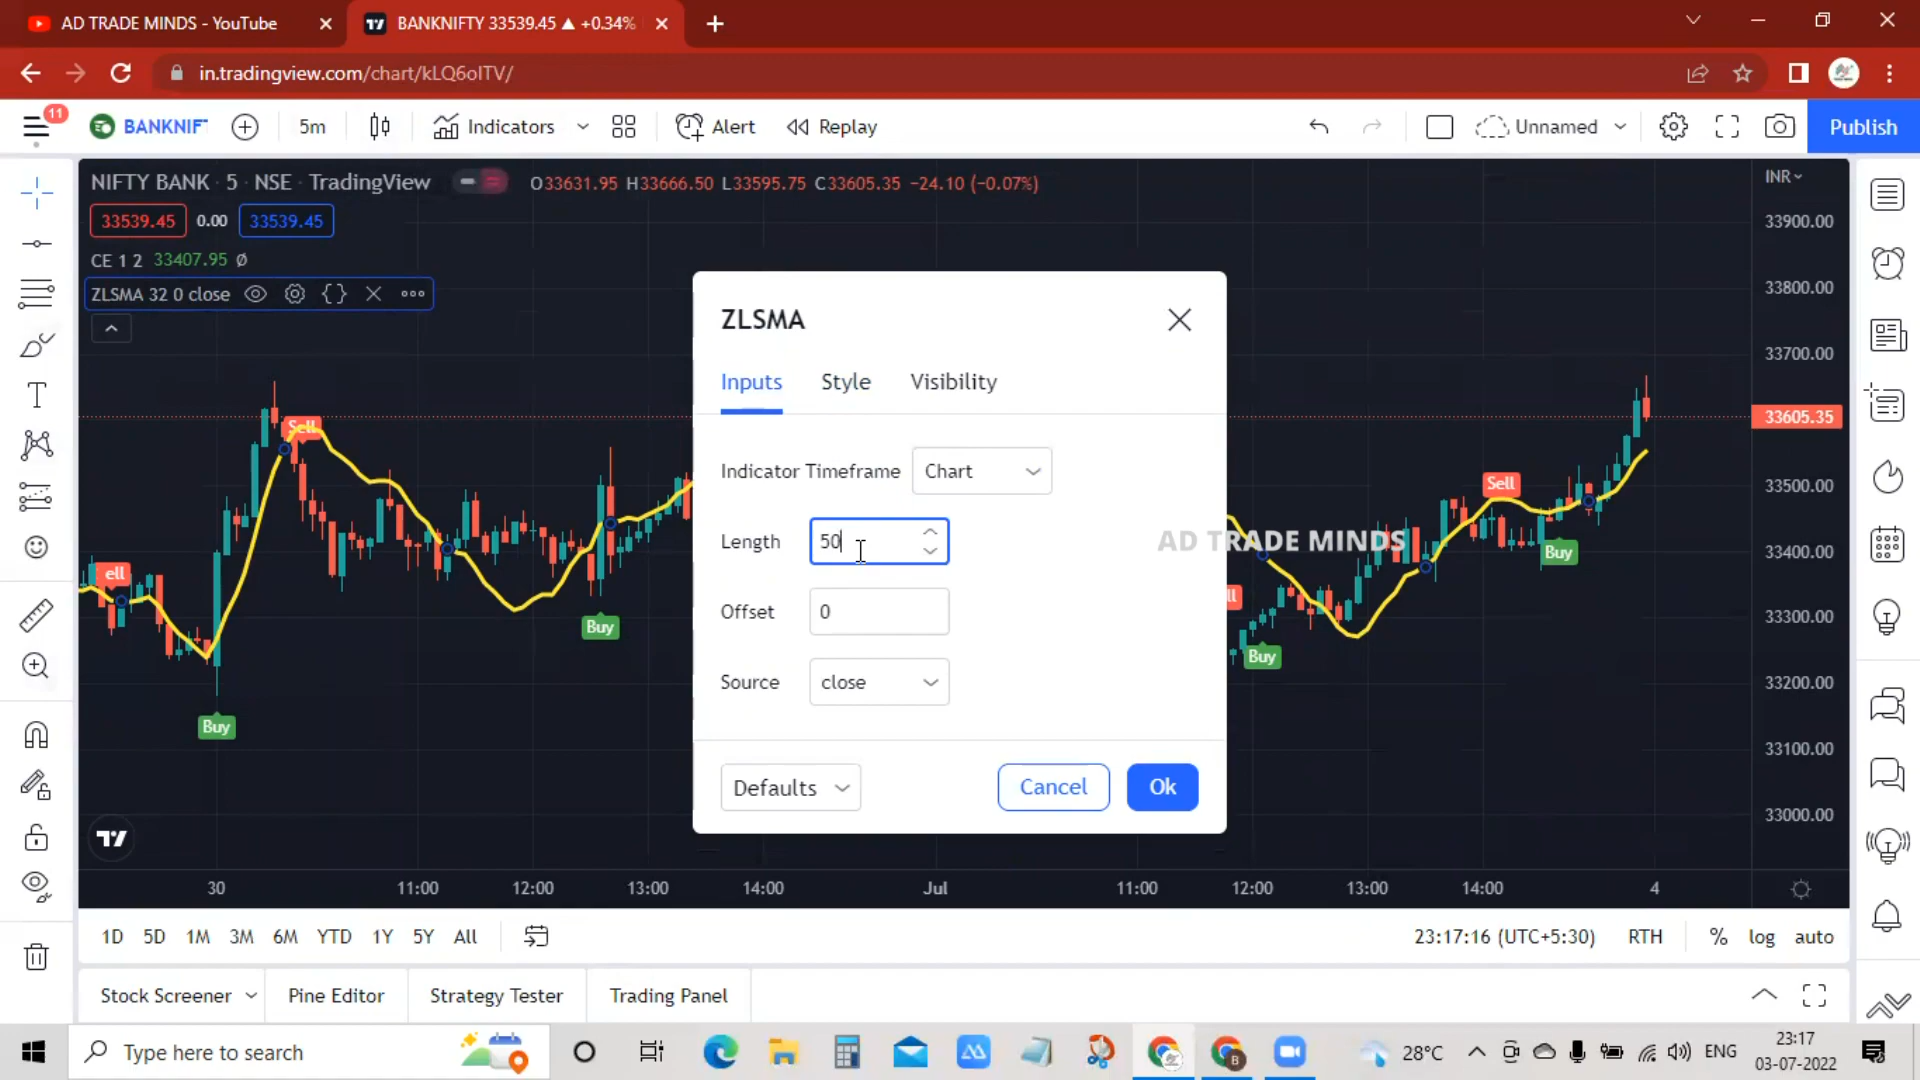 AD TRADE MINDS - YouTube
BANKNIFTY 33539.45 ▲ +0.34%
in.tradingview.com/chart/kLQ6oITV/
11
BANKNIF
5m
Indicators
Alert
Replay
Unnamed
Publish
NIFTY BANK · 5 · NSE · TradingView
O33631.95 H33666.50 L33595.75 C33605.35 −24.10 (−0.07%)
INR
33539.45 0.00 33539.45
CE 1 2 33407.95 Ø
ZLSMA 32 0 close
ZLSMA
Inputs
Style
Visibility
Indicator Timeframe Chart
Length 50
Offset 0
Source close
Defaults
Cancel
Ok
AD TRADE MINDS
ell
Buy
Sell
Buy
ll
Buy
Sell
Buy
33900.00
33800.00
33700.00
33605.35
33500.00
33400.00
33300.00
33200.00
33100.00
33000.00
30 11:00 12:00 13:00 14:00 Jul 11:00 12:00 13:00 14:00 4
1D 5D 1M 3M 6M YTD 1Y 5Y All
23:17:16 (UTC+5:30) RTH % log auto
Stock Screener
Pine Editor
Strategy Tester
Trading Panel
Type here to search
28°C
ENG
23:17
03-07-2022